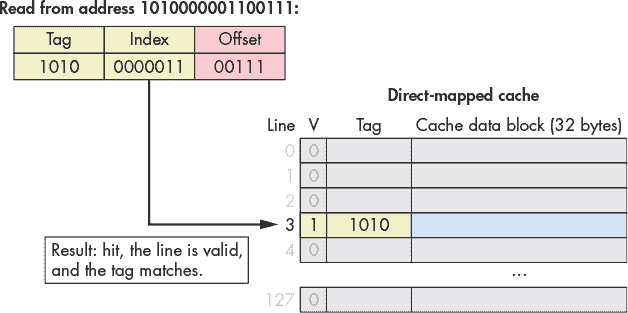 Read from address 1010000001100111:
Tag Index Offset
1010 0000011 00111
Direct-mapped cache
Line V Tag Cache data block (32 bytes)
0 0
1 0
2 0
3 1 1010
4 0
...
127 0
Result: hit, the line is valid,
and the tag matches.